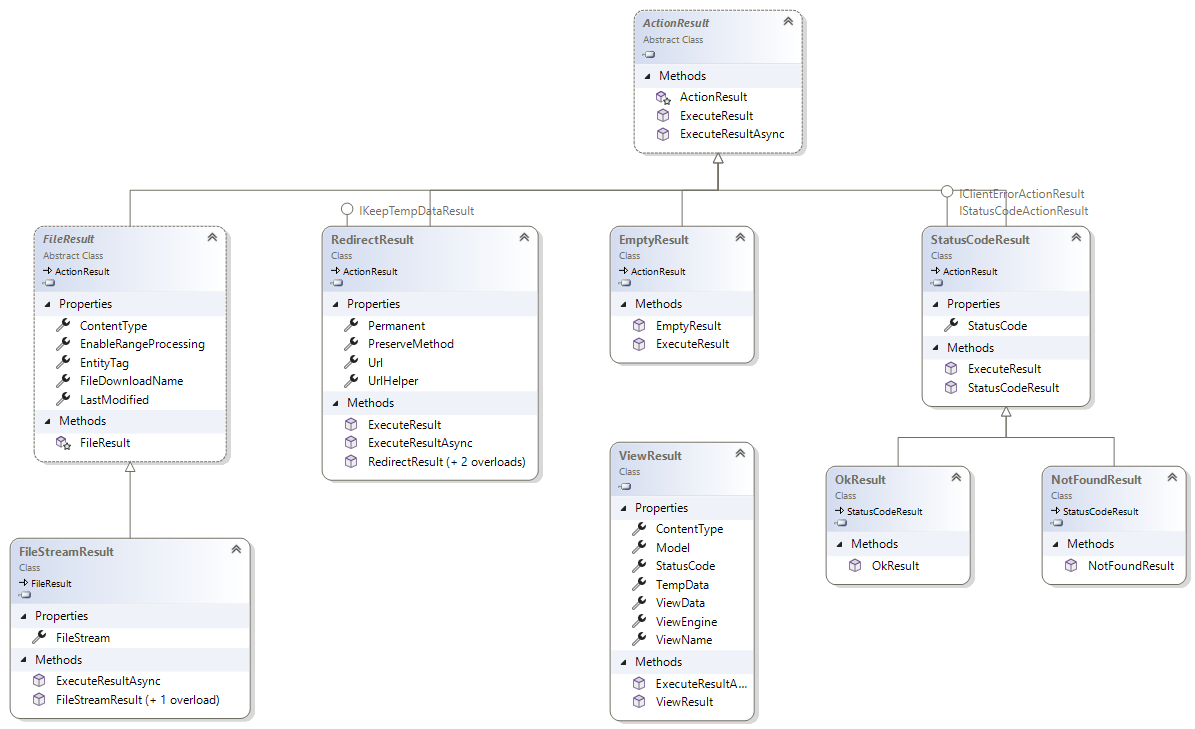 ActionResult
Abstract Class
Methods
ActionResult
ExecuteResult
ExecuteResultAsync
IKeepTempDataResult
IClientErrorActionResult
IStatusCodeActionResult
FileResult
Abstract Class
ActionResult
Properties
ContentType
EnableRangeProcessing
EntityTag
FileDownloadName
LastModified
Methods
FileResult
RedirectResult
Class
ActionResult
Properties
Permanent
PreserveMethod
Url
UrlHelper
Methods
ExecuteResult
ExecuteResultAsync
RedirectResult (+ 2 overloads)
EmptyResult
Class
ActionResult
Methods
EmptyResult
ExecuteResult
StatusCodeResult
Class
ActionResult
Properties
StatusCode
Methods
ExecuteResult
StatusCodeResult
FileStreamResult
Class
FileResult
Properties
FileStream
Methods
ExecuteResultAsync
FileStreamResult (+ 1 overload)
ViewResult
Class
Properties
ContentType
Model
StatusCode
TempData
ViewData
ViewEngine
ViewName
Methods
ExecuteResultA...
ViewResult
OkResult
Class
StatusCodeResult
Methods
OkResult
NotFoundResult
Class
StatusCodeResult
Methods
NotFoundResult